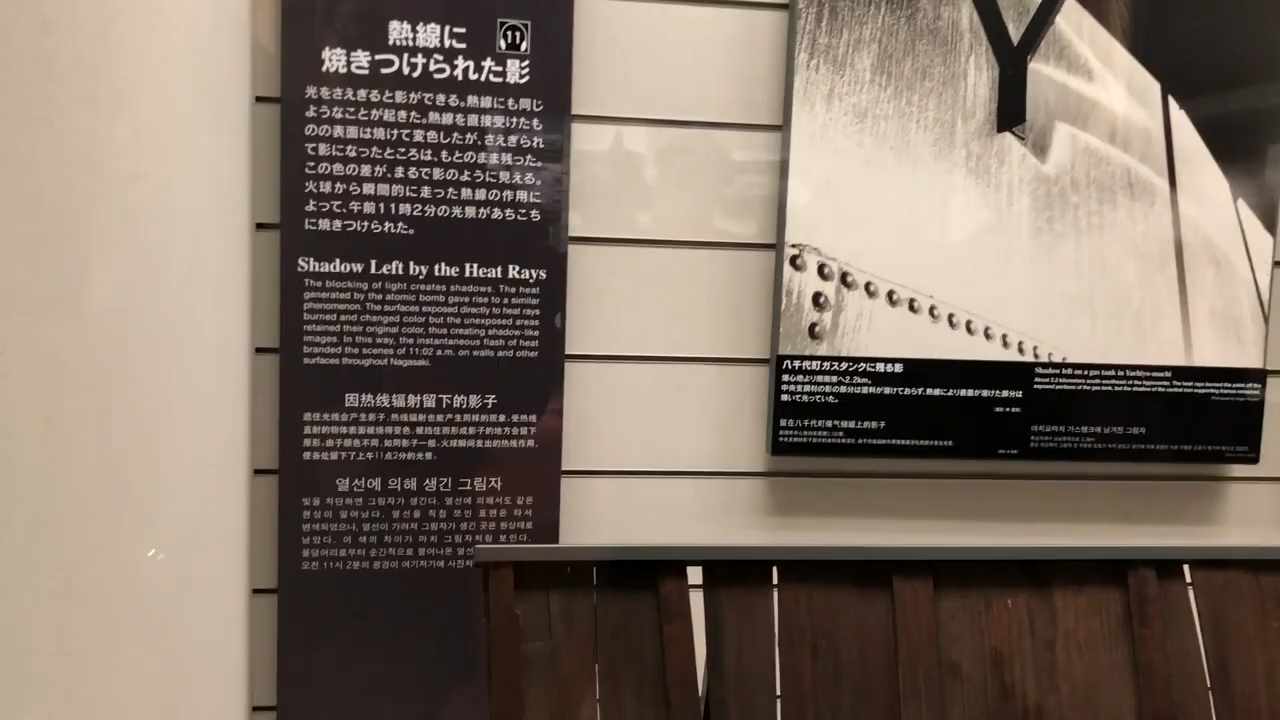 熱線に
11
焼きつけられた影
光をさえぎると影ができる。熱線にも同じ
ようなことが起きた。熱線を直接受けたも
のの表面は焼けて変色したが、さえぎられ
て影になったところは、もとのまま残った。
この色の差が、まるで影のように見える。
火球から瞬間的に走った熱線の作用に
よって、午前11時2分の光景があちこち
に焼きつけられた。
Shadow Left by the Heat Rays
The blocking of light creates shadows. The heat
generated by the atomic bomb gave rise to a similar
phenomenon. The surfaces exposed directly to heat rays
burned and changed color but the unexposed areas
retained their original color, thus creating shadow-like
images. In this way, the instantaneous flash of heat
branded the scenes of 11:02 a.m. on walls and other
surfaces throughout Nagasaki.
因热线辐射留下的影子
遮住光线会产生影子,热线辐射也能产生同样的现象,受热线
直射的物体表面被烧得变色,被挡住而形成影子的地方会留下
原形,由于颜色不同,如同影子一般,火球瞬间发出的热线作用,
使各处留下了上午11点2分的光景。
열선에 의해 생긴 그림자
빛을 차단하면 그림자가 생긴다. 열선에 의해서도 같은
현상이 일어났다. 열선을 직접 쪼인 표면은 타서
변색되었으나, 열선이 가려져 그림자가 생긴 곳은 원상태로
남았다. 이 색의 차이가 마치 그림자처럼 보인다.
불덩어리로부터 순간적으로 뿜어나온 열선
오전 11시 2분의 광경이 여기저기에 사진처
Y
八千代町ガスタンクに残る影
爆心地より南南東へ2.2km。
中央支鋼材の影の部分は塗料が溶けておらず、熱線により表面が溶けた部分は
輝いて光っていた。
Shadow left on a gas tank in Yachiyo-machi
About 2.2 kilometers south-southeast of the hypocenter. The heat rays burned the paint off the
exposed portions of the gas tank, but the shadow of the central iron supporting frames remained.
留在八千代町煤气储罐上的影子
야치요마치 가스탱크에 남겨진 그림자